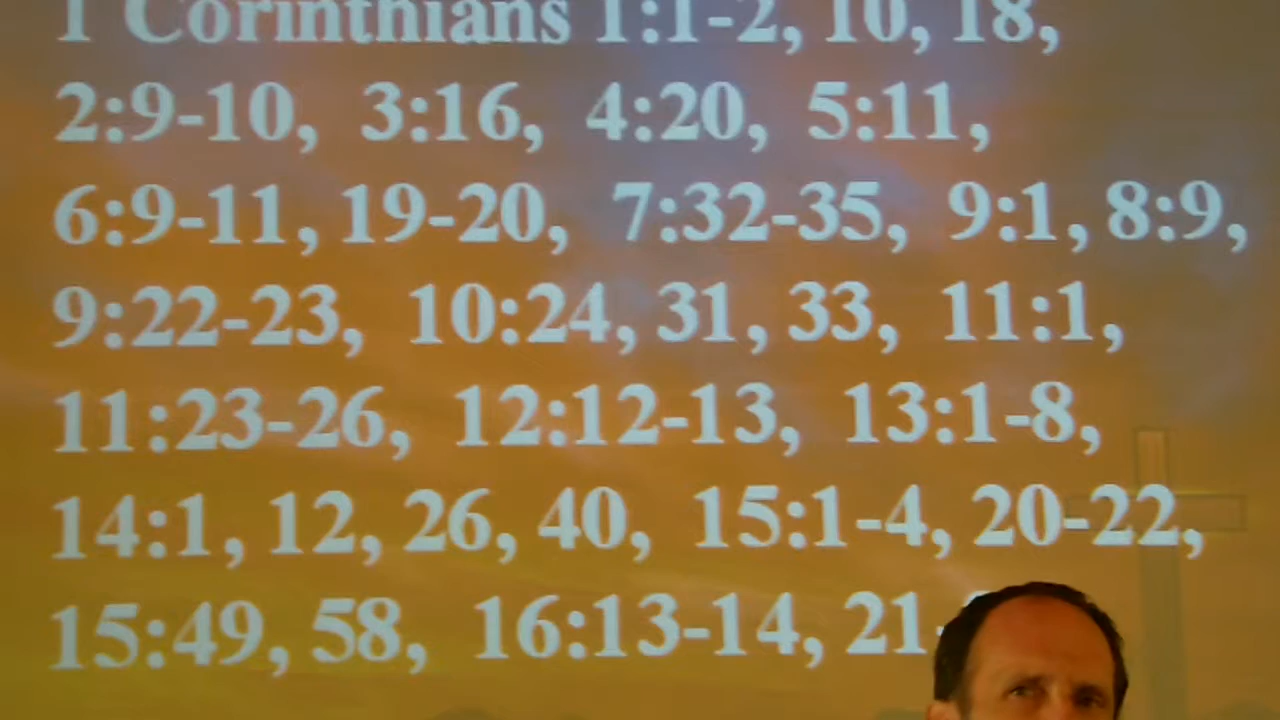 1 Corinthians 1:1-2, 10, 18,
2:9-10, 3:16, 4:20, 5:11,
6:9-11, 19-20, 7:32-35, 9:1, 8:9,
9:22-23, 10:24, 31, 33, 11:1,
11:23-26, 12:12-13, 13:1-8,
14:1, 12, 26, 40, 15:1-4, 20-22,
15:49, 58, 16:13-14, 21-